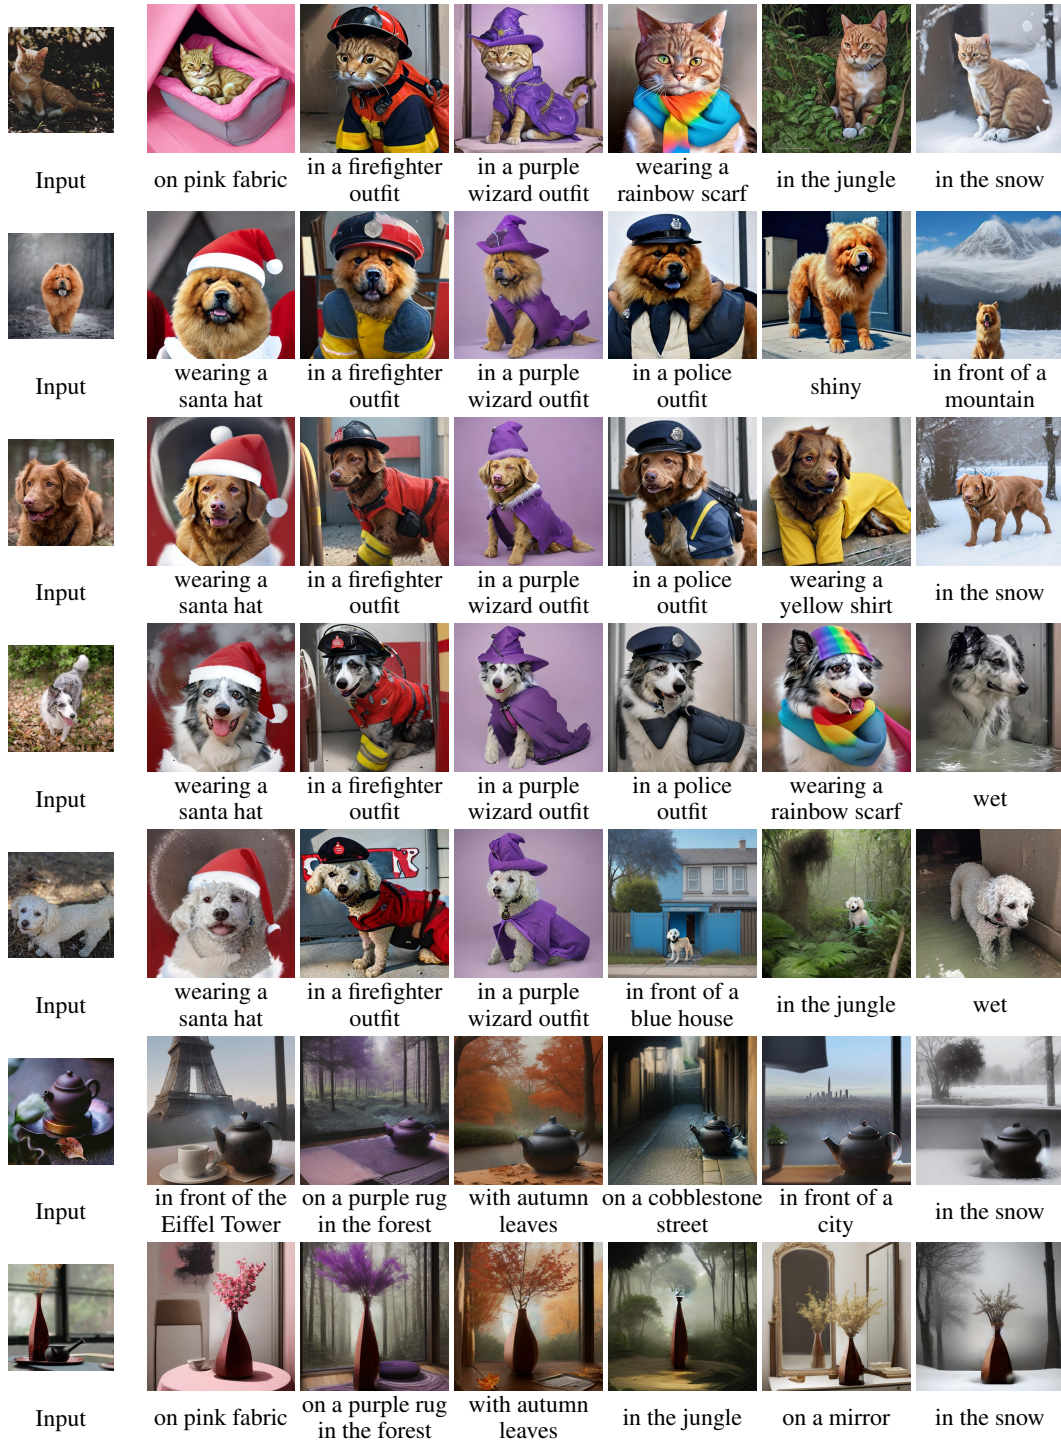 Input
on pink fabric
in a firefighter
outfit
in a purple
wizard outfit
wearing a
rainbow scarf
in the jungle
in the snow
Input
wearing a
santa hat
in a firefighter
outfit
in a purple
wizard outfit
in a police
outfit
shiny
in front of a
mountain
Input
wearing a
santa hat
in a firefighter
outfit
in a purple
wizard outfit
in a police
outfit
wearing a
yellow shirt
in the snow
Input
wearing a
santa hat
in a firefighter
outfit
in a purple
wizard outfit
in a police
outfit
wearing a
rainbow scarf
wet
Input
wearing a
santa hat
in a firefighter
outfit
in a purple
wizard outfit
in front of a
blue house
in the jungle
wet
Input
in front of the
Eiffel Tower
on a purple rug
in the forest
with autumn
leaves
on a cobblestone
street
in front of a
city
in the snow
Input
on pink fabric
on a purple rug
in the forest
with autumn
leaves
in the jungle
on a mirror
in the snow